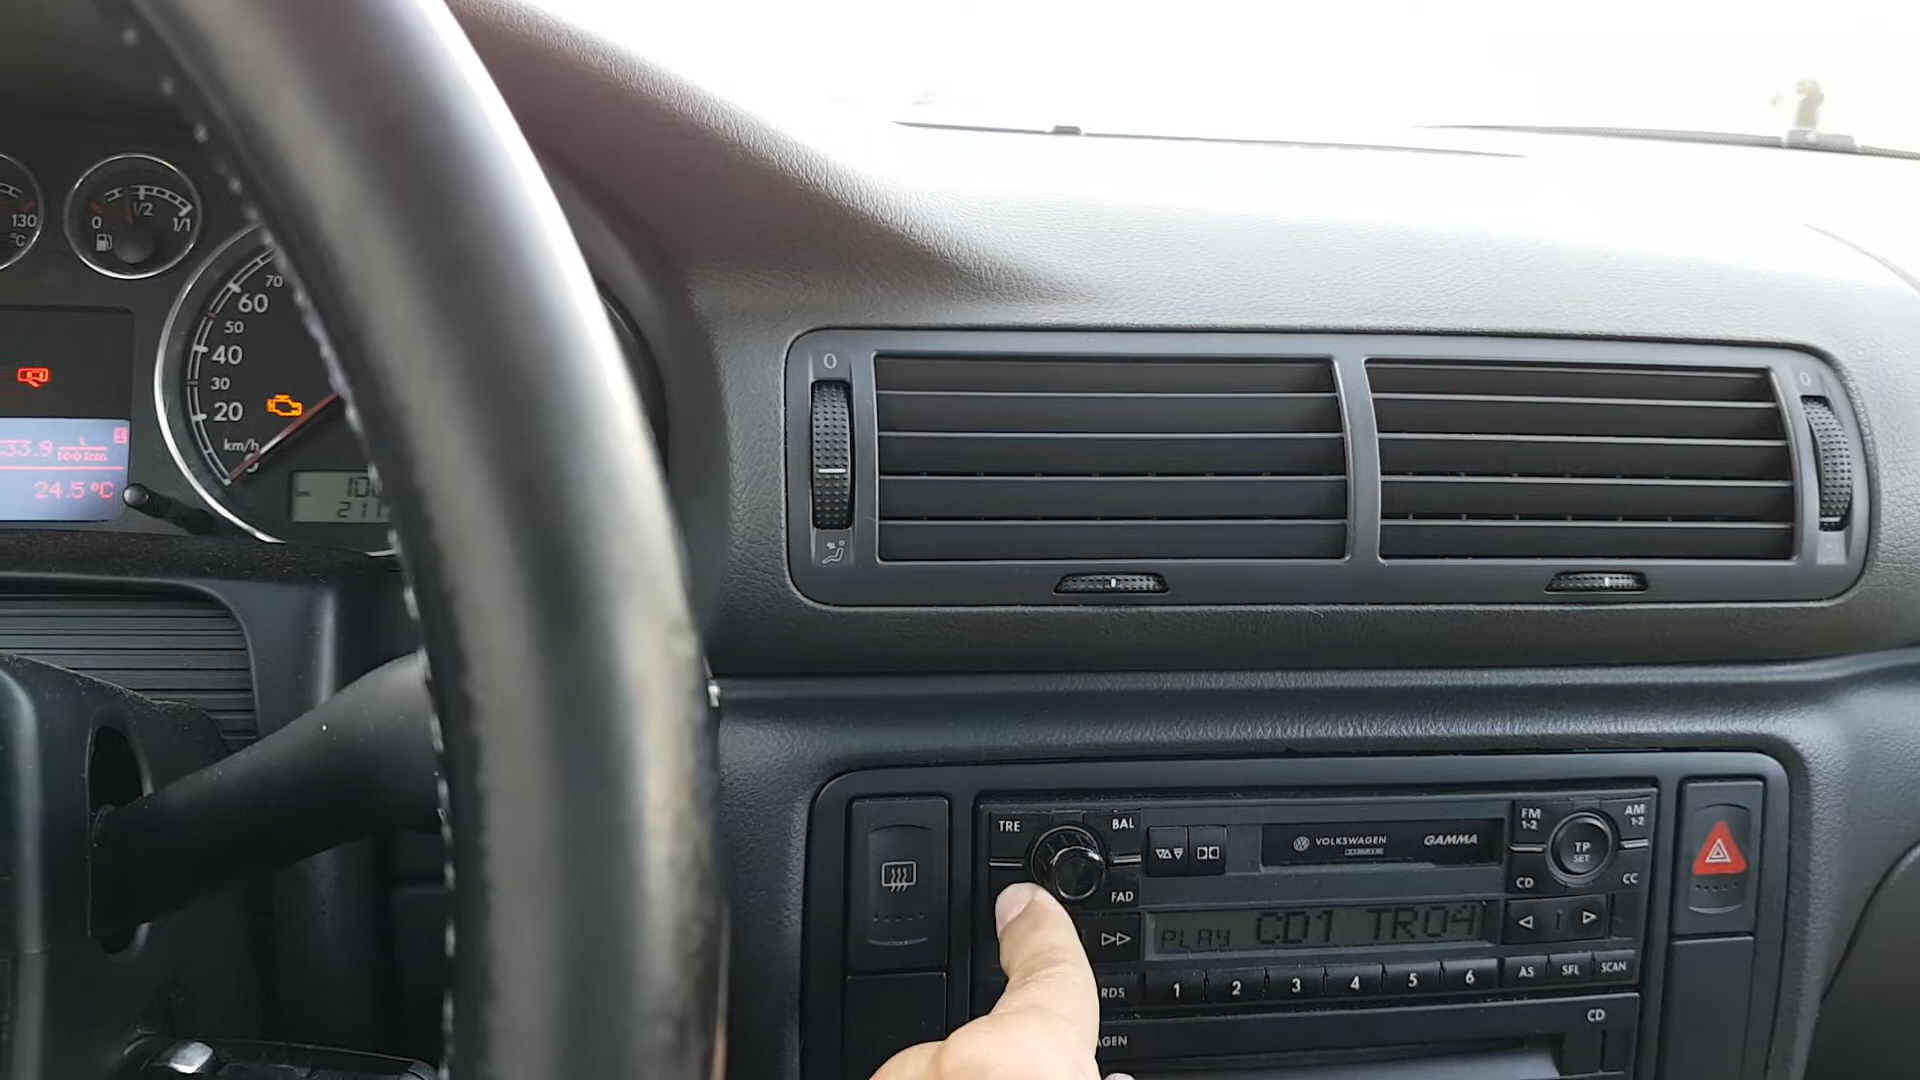 130
°C
0
1/2
1/1
70
60
50
40
30
20
km/h
33.9 L
100km
1
24.5 °C
km
0
0
TRE
BAL
FAD
VOLKSWAGEN
GAMMA
FM
1-2
AM
1-2
TP
SET
CD
CC
PLAY CD1 TR04
RDS
1
2
3
4
5
6
AS
SFL
SCAN
CD